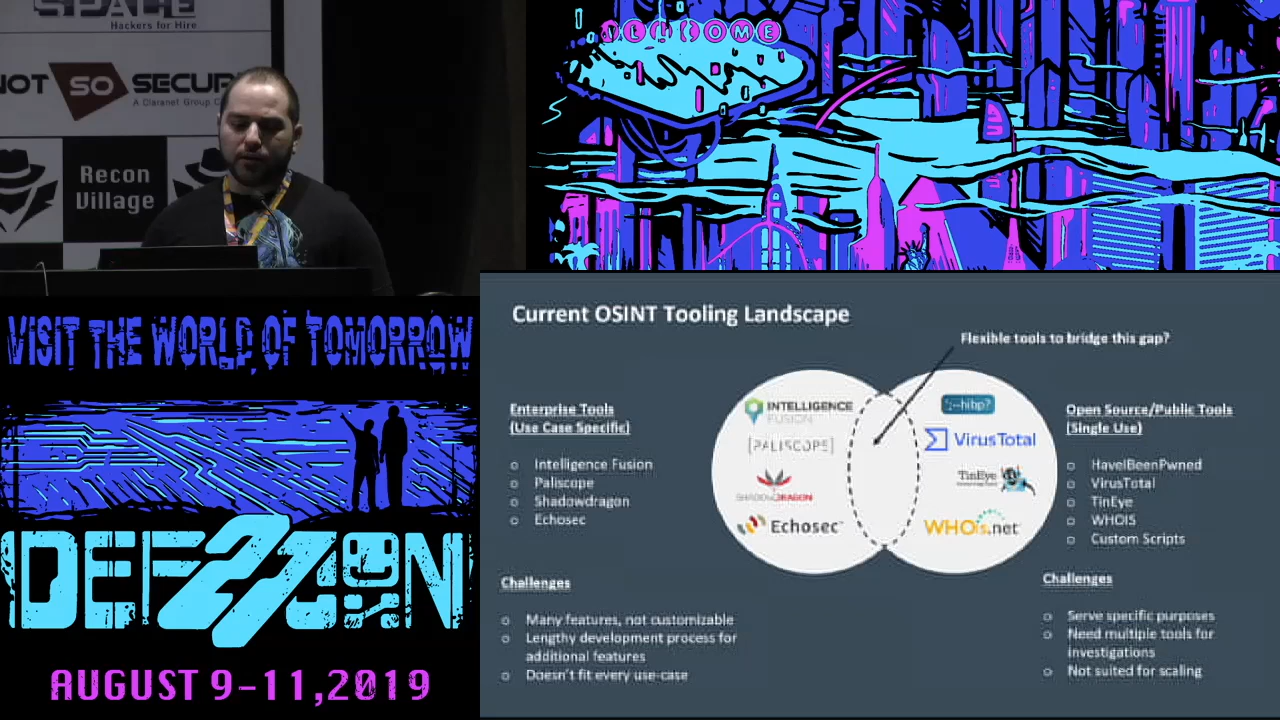 SPACE
Hackers for Hire
NOT SO SECUR
A Claranet Group C
Recon
Village
WELCOME
VISIT THE WORLD OF TOMORROW
DEF CON
AUGUST 9-11,2019
Current OSINT Tooling Landscape
Flexible tools to bridge this gap?
Enterprise Tools
(Use Case Specific)
o Intelligence Fusion
o Paliscope
o Shadowdragon
o Echosec
INTELLIGENCE
FUSION
[PALISCOPE]
SHADOWDRAGON
Echosec
';--hibp?
VirusTotal
TinEye
WHOis.net
Open Source/Public Tools
(Single Use)
o HaveIBeenPwned
o VirusTotal
o TinEye
o WHOIS
o Custom Scripts
Challenges
o Many features, not customizable
o Lengthy development process for
additional features
o Doesn't fit every use-case
Challenges
o Serve specific purposes
o Need multiple tools for
investigations
o Not suited for scaling